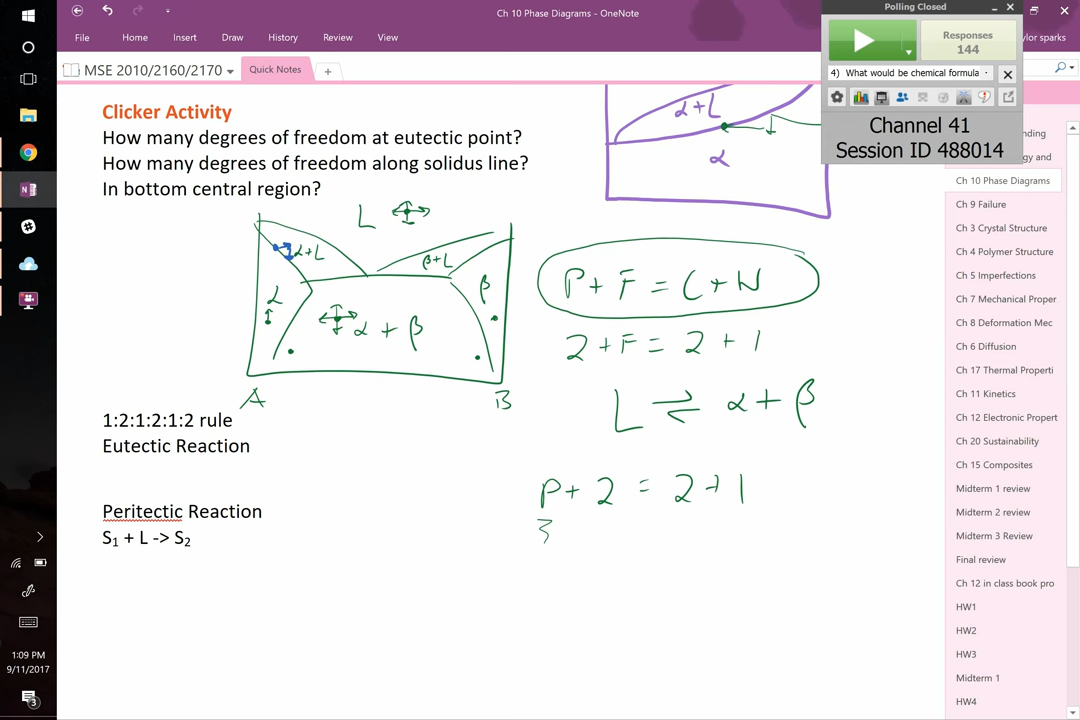 Ch 10 Phase Diagrams - OneNote
Polling Closed
File Home Insert Draw History Review View
Responses
144
ylor sparks
MSE 2010/2160/2170
Quick Notes
4) What would be chemical formula
Channel 41
Session ID 488014
Clicker Activity
How many degrees of freedom at eutectic point?
How many degrees of freedom along solidus line?
In bottom central region?
α+L
α
L
α+L
β+L
α
β
α + β
A
B
P + F = C + N
2 + F = 2 + 1
L ⇌ α + β
P + 2 = 2 + 1
3
1:2:1:2:1:2 rule
Eutectic Reaction
Peritectic Reaction
S₁ + L -> S₂
nding
gy and
Ch 10 Phase Diagrams
Ch 9 Failure
Ch 3 Crystal Structure
Ch 4 Polymer Structure
Ch 5 Imperfections
Ch 7 Mechanical Proper
Ch 8 Deformation Mec
Ch 6 Diffusion
Ch 17 Thermal Properti
Ch 11 Kinetics
Ch 12 Electronic Propert
Ch 20 Sustainability
Ch 15 Composites
Midterm 1 review
Midterm 2 review
Midterm 3 Review
Final review
Ch 12 in class book pro
HW1
HW2
HW3
Midterm 1
HW4
1:09 PM
9/11/2017
3